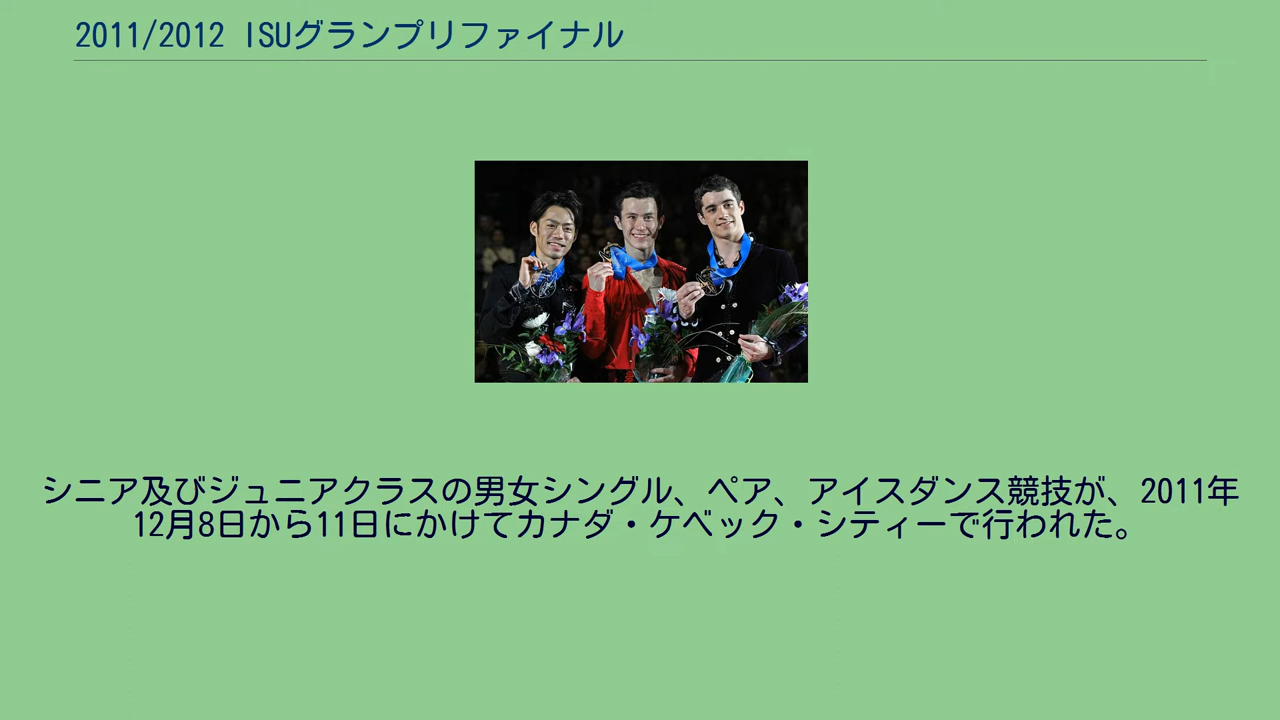 2011/2012 ISUグランプリファイナル
シニア及びジュニアクラスの男女シングル、ペア、アイスダンス競技が、2011年
12月8日から11日にかけてカナダ・ケベック・シティーで行われた。